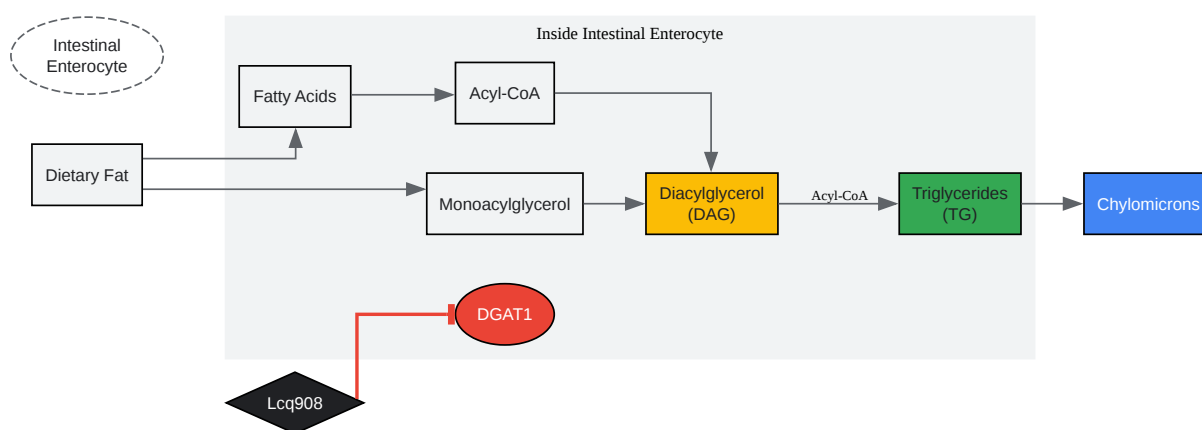 Intestinal
Enterocyte
Inside Intestinal Enterocyte
Fatty Acids
Acyl-CoA
Dietary Fat
Monoacylglycerol
Diacylglycerol
(DAG)
Acyl-CoA
Triglycerides
(TG)
Chylomicrons
DGAT1
Lcq908